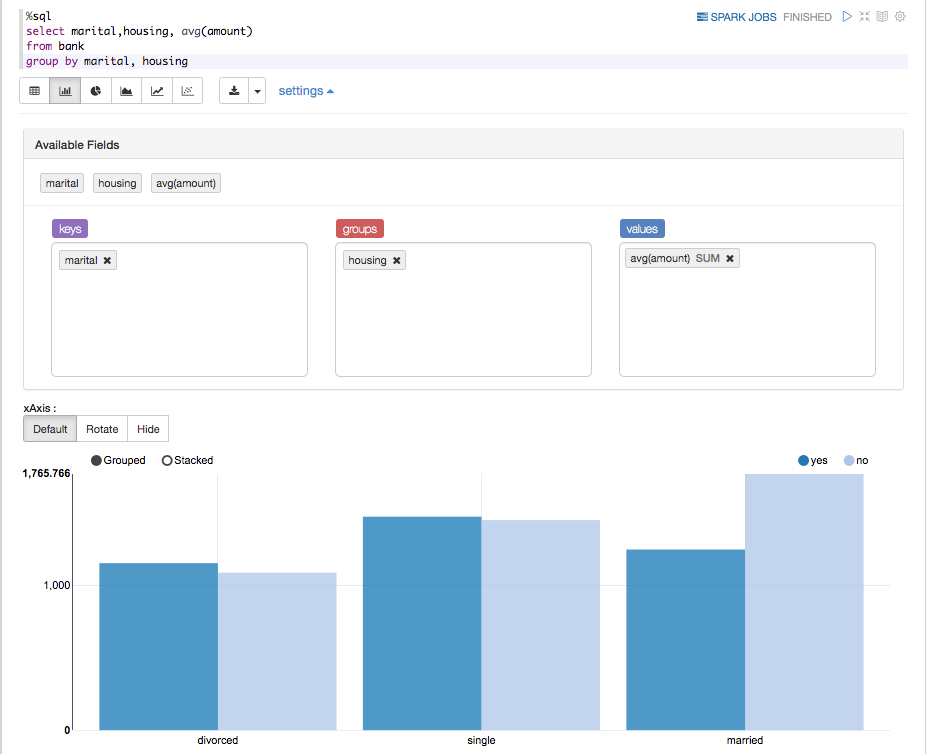 %sql
SPARK JOBS FINISHED
select marital,housing, avg(amount)
from bank
group by marital, housing
settings
Available Fields
marital housing avg(amount)
keys groups values
marital housing avg(amount) SUM
xAxis :
Default Rotate Hide
Grouped Stacked yes no
1,765.766
1,000
0
divorced single married